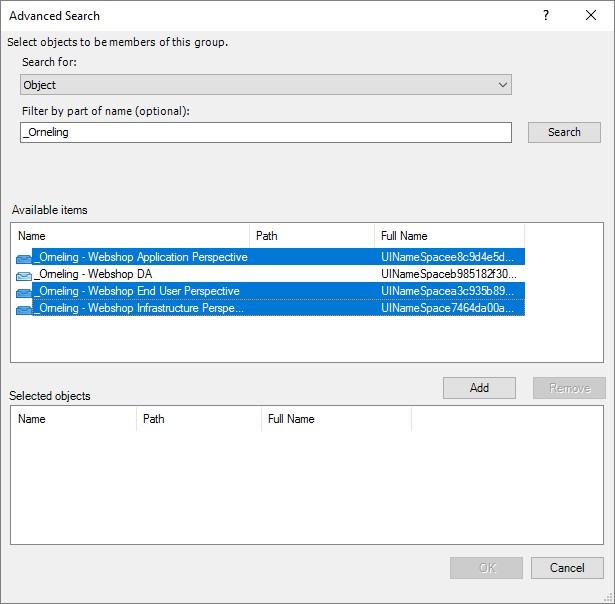 Advanced Search
?
Select objects to be members of this group.
Search for:
Object
Filter by part of name (optional):
_Orneling
Search
Available items
Name Path Full Name
_Orneling - Webshop Application Perspective UINameSpacee8c9d4e5d...
_Orneling - Webshop DA UINameSpaceb985182f30...
_Orneling - Webshop End User Perspective UINameSpacea3c935b89...
_Orneling - Webshop Infrastructure Perspe... UINameSpace7464da00a...
Add Remove
Selected objects
Name Path Full Name
OK Cancel